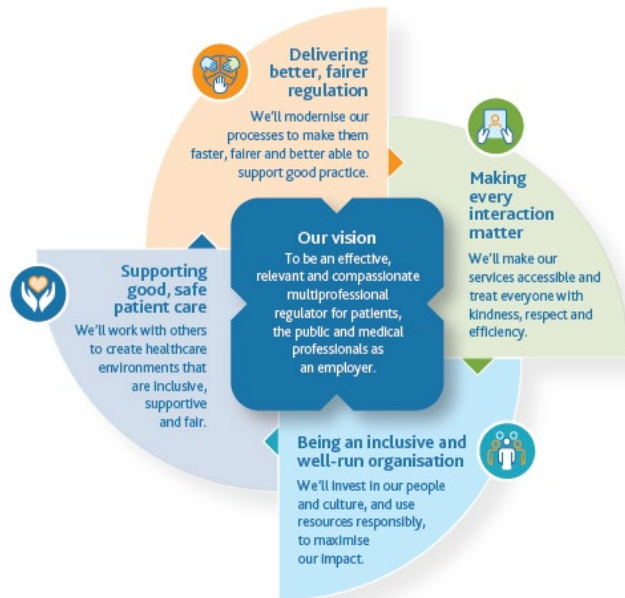 Delivering
better, fairer
regulation
We'll modernise our
processes to make them
faster, fairer and better able to
support good practice.
Making
every
interaction
matter
We'll make our
services accessible and
treat everyone with
kindness, respect and
efficiency.
Our vision
To be an effective,
relevant and compassionate
multiprofessional
regulator for patients,
the public and medical
professionals as
an employer.
Supporting
good, safe
patient care
We'll work with others
to create healthcare
environments that
are inclusive,
supportive
and fair.
Being an inclusive and
well-run organisation
We'll invest in our people
and culture, and use
resources responsibly,
to maximise
our impact.